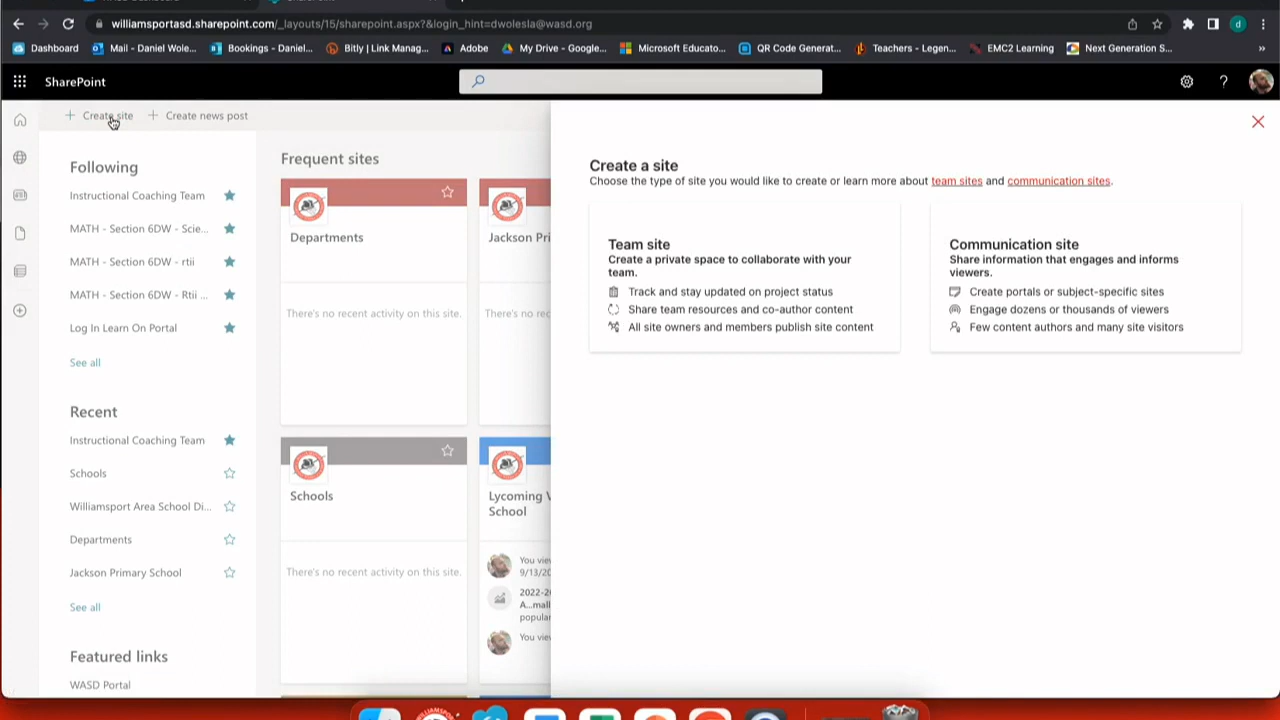 williamsportasd.sharepoint.com/_layouts/15/sharepoint.aspx?&login_hint=dwolesla@wasd.org
d
Dashboard
Mail - Daniel Wole...
Bookings - Daniel...
Bitly | Link Manag...
Adobe
My Drive - Google...
Microsoft Educato...
QR Code Generat...
Teachers - Legen...
EMC2 Learning
Next Generation S...
»
SharePoint
?
+ Create site
+ Create news post
Following
Instructional Coaching Team
MATH - Section 6DW - Scie...
MATH - Section 6DW - rtii
MATH - Section 6DW - Rtii ...
Log In Learn On Portal
See all
Recent
Instructional Coaching Team
Schools
Williamsport Area School Di...
Departments
Jackson Primary School
See all
Featured links
WASD Portal
Frequent sites
Departments
There's no recent activity on this site.
Jackson Pri
There's no rec
Schools
There's no recent activity on this site.
Lycoming V
School
You vie
9/13/20
2022-2
A...mall
popular
You vie
Create a site
Choose the type of site you would like to create or learn more about team sites and communication sites.
Team site
Create a private space to collaborate with your
team.
Track and stay updated on project status
Share team resources and co-author content
All site owners and members publish site content
Communication site
Share information that engages and informs
viewers.
Create portals or subject-specific sites
Engage dozens or thousands of viewers
Few content authors and many site visitors